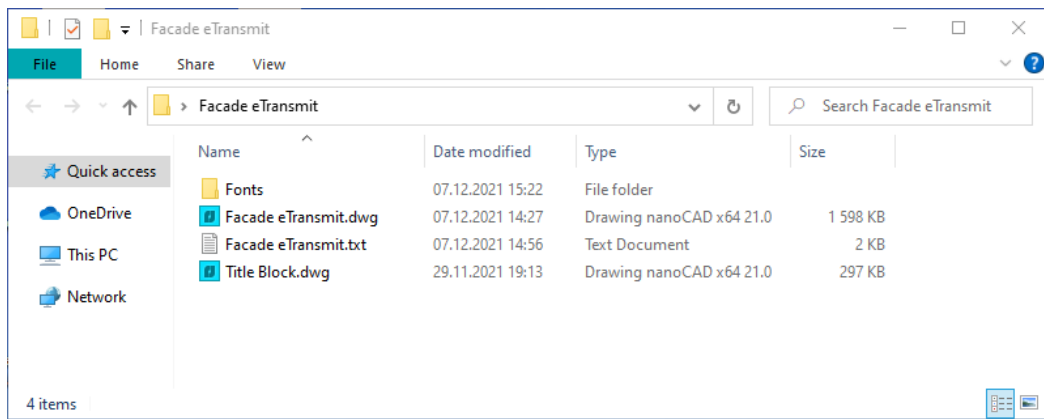 Facade eTransmit
File Home Share View
Facade eTransmit Search Facade eTransmit
Name Date modified Type Size
Quick access
OneDrive
This PC
Network
Fonts 07.12.2021 15:22 File folder
Facade eTransmit.dwg 07.12.2021 14:27 Drawing nanoCAD x64 21.0 1 598 KB
Facade eTransmit.txt 07.12.2021 14:56 Text Document 2 KB
Title Block.dwg 29.11.2021 19:13 Drawing nanoCAD x64 21.0 297 KB
4 items